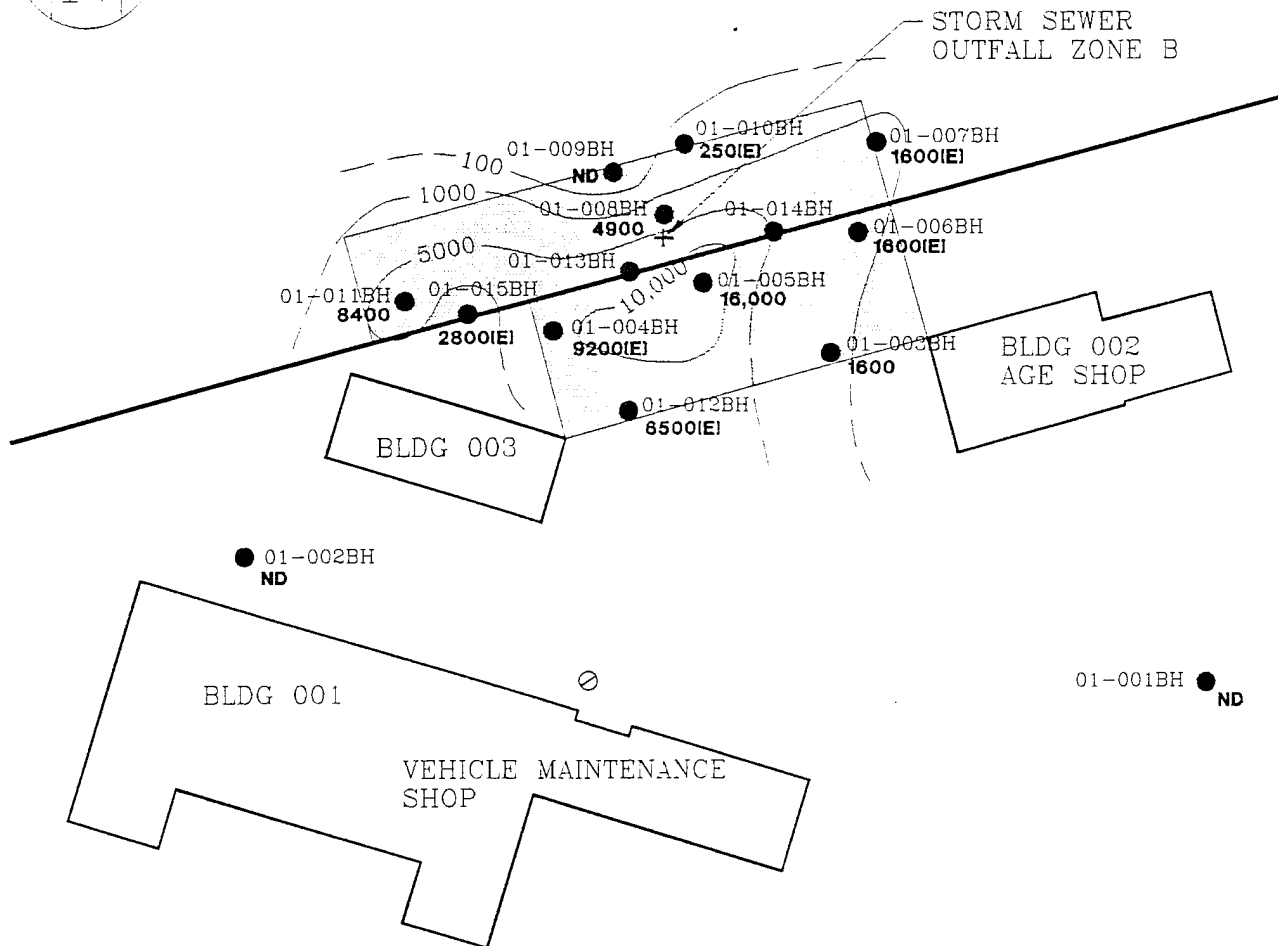 STORM SEWER
OUTFALL ZONE B
01-010BH
250[E]
01-007BH
1600[E]
01-009BH
ND
100
1000
01-008BH
4900
01-014BH
01-006BH
1600[E]
5000
01-013BH
10,000
01-005BH
16,000
01-011BH
8400
01-015BH
2800[E]
01-004BH
9200[E]
01-003BH
1600
BLDG 002
AGE SHOP
01-012BH
6500[E]
BLDG 003
01-002BH
ND
BLDG 001
01-001BH
ND
VEHICLE MAINTENANCE
SHOP